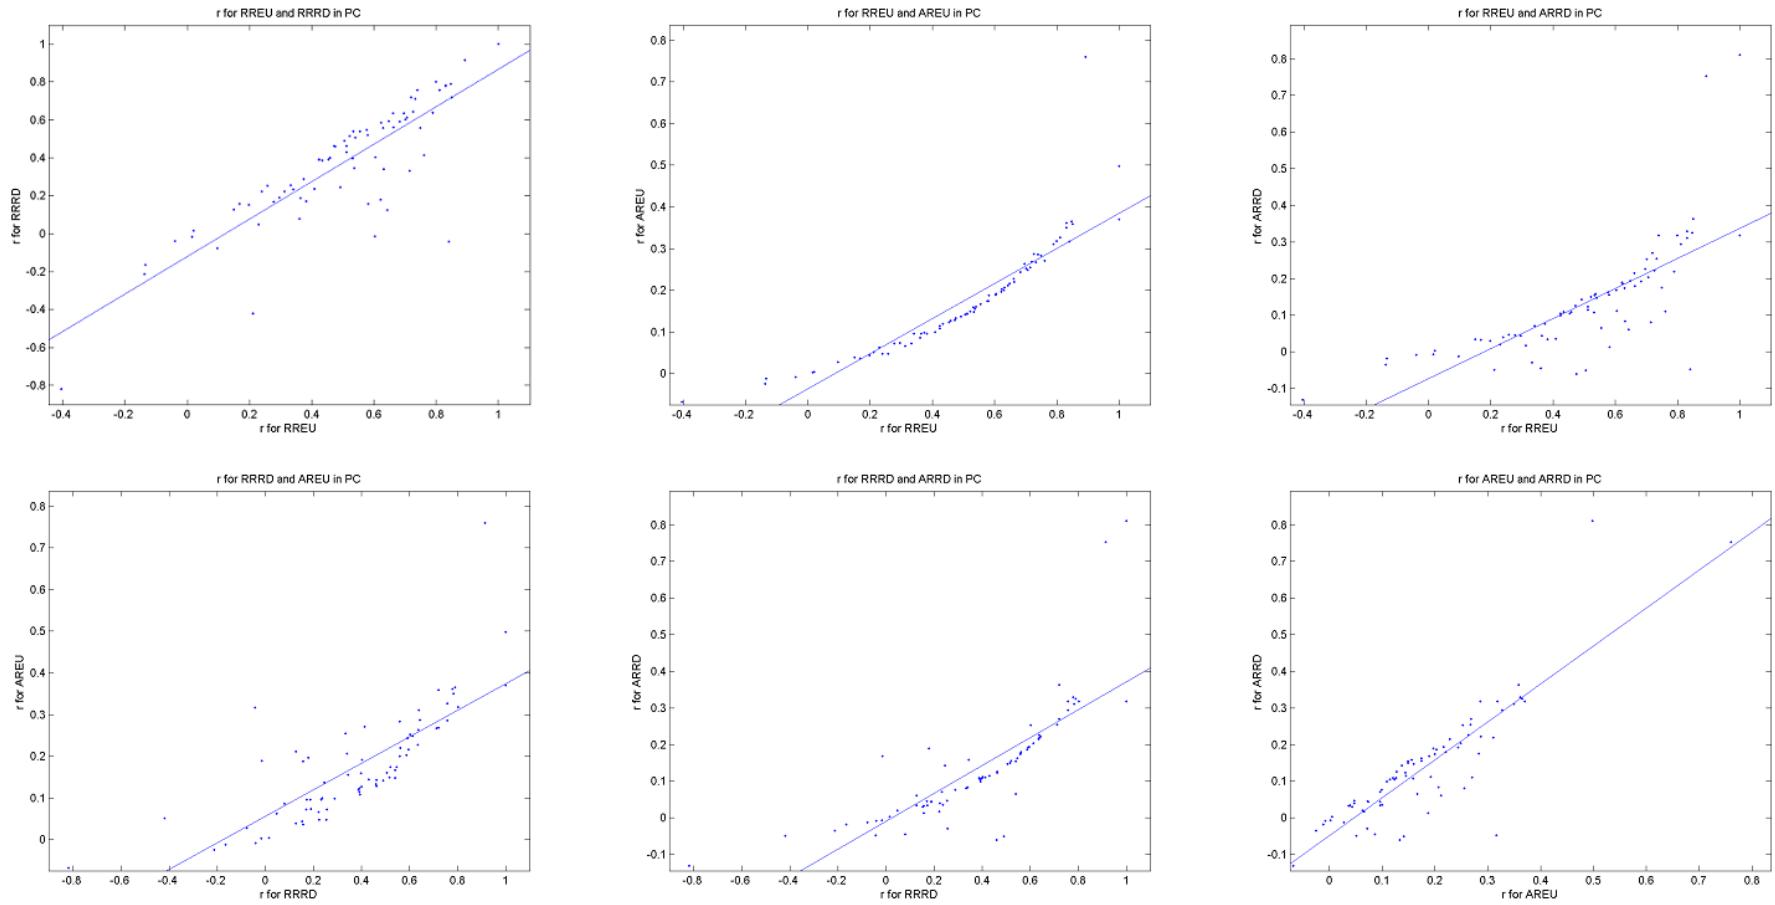 r for RREU and RRRD in PC
1
0.8
0.6
0.4
0.2
0
-0.2
-0.4
-0.6
-0.8
r for RRRD
-0.4 -0.2 0 0.2 0.4 0.6 0.8 1
r for RREU
r for RREU and AREU in PC
0.8
0.7
0.6
0.5
0.4
0.3
0.2
0.1
0
r for AREU
-0.4 -0.2 0 0.2 0.4 0.6 0.8 1
r for RREU
r for RREU and ARRD in PC
0.8
0.7
0.6
0.5
0.4
0.3
0.2
0.1
0
-0.1
r for ARRD
-0.4 -0.2 0 0.2 0.4 0.6 0.8 1
r for RREU
r for RRRD and AREU in PC
0.8
0.7
0.6
0.5
0.4
0.3
0.2
0.1
0
r for AREU
-0.8 -0.6 -0.4 -0.2 0 0.2 0.4 0.6 0.8 1
r for RRRD
r for RRRD and ARRD in PC
0.8
0.7
0.6
0.5
0.4
0.3
0.2
0.1
0
-0.1
r for ARRD
-0.8 -0.6 -0.4 -0.2 0 0.2 0.4 0.6 0.8 1
r for RRRD
r for AREU and ARRD in PC
0.8
0.7
0.6
0.5
0.4
0.3
0.2
0.1
0
-0.1
r for ARRD
0 0.1 0.2 0.3 0.4 0.5 0.6 0.7 0.8
r for AREU